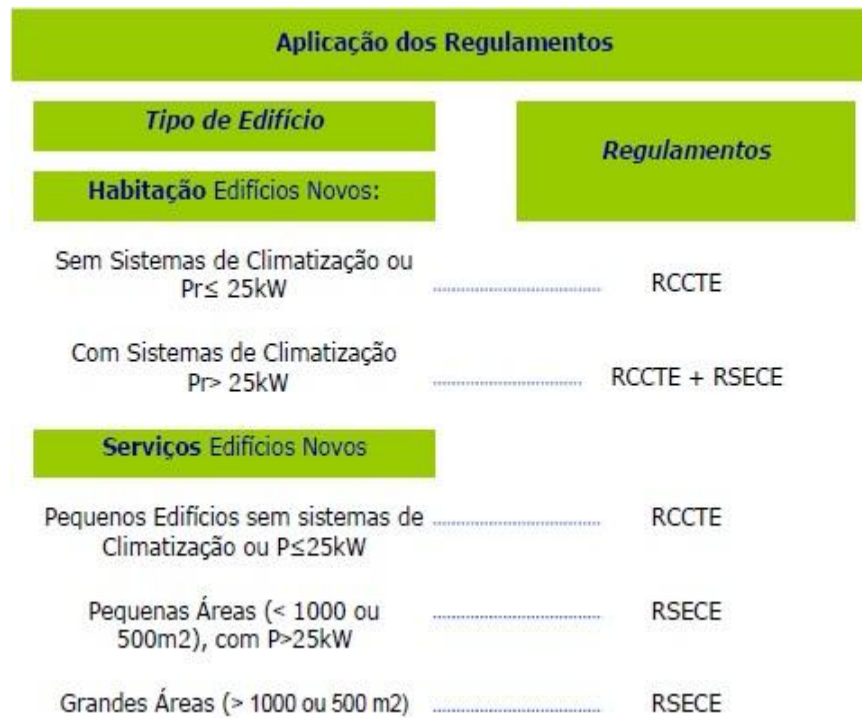 Aplicação dos Regulamentos
Tipo de Edifício
Regulamentos
Habitação Edifícios Novos:
Sem Sistemas de Climatização ou
Pr≤ 25kW
RCCTE
Com Sistemas de Climatização
Pr> 25kW
RCCTE + RSECE
Serviços Edifícios Novos
Pequenos Edifícios sem sistemas de
Climatização ou P≤25kW
RCCTE
Pequenas Áreas (< 1000 ou
500m2), com P>25kW
RSECE
Grandes Áreas (> 1000 ou 500 m2)
RSECE